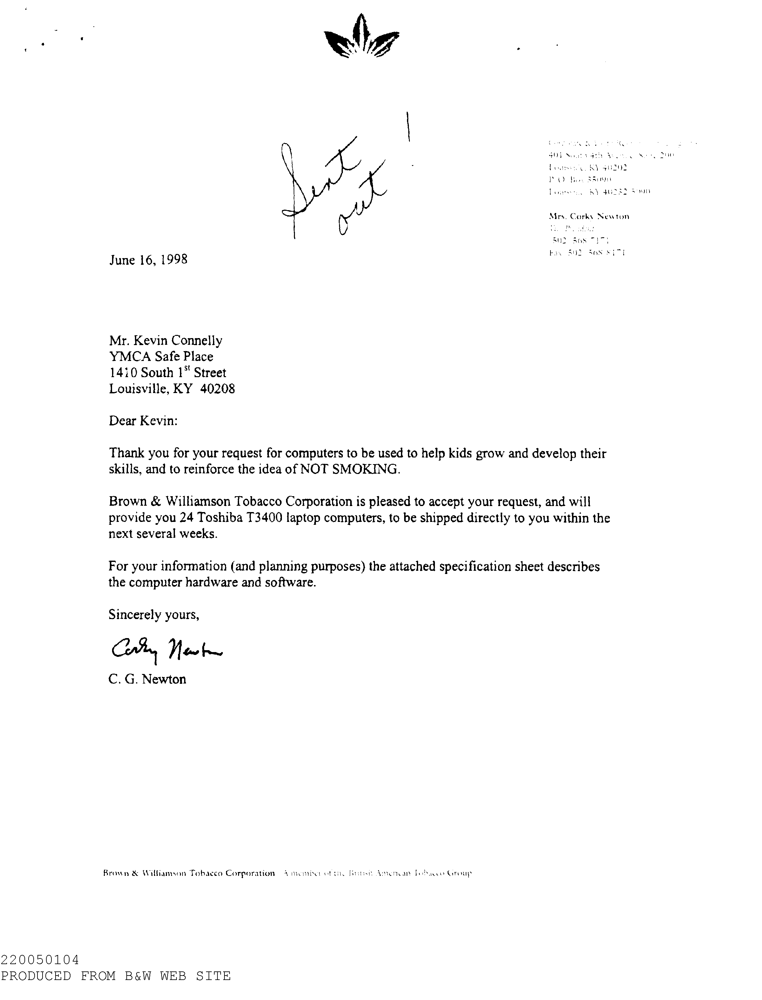 Sent
out!
401 South 4th Avenue, Suite 200
Louisville, KY 40202
P.O. Box 35090
Louisville, KY 40232-5090
Mrs. Corky Newton
502 568 7171
Fax 502 568 8171
June 16, 1998
Mr. Kevin Connelly
YMCA Safe Place
1410 South 1st Street
Louisville, KY 40208
Dear Kevin:
Thank you for your request for computers to be used to help kids grow and develop their
skills, and to reinforce the idea of NOT SMOKING.
Brown & Williamson Tobacco Corporation is pleased to accept your request, and will
provide you 24 Toshiba T3400 laptop computers, to be shipped directly to you within the
next several weeks.
For your information (and planning purposes) the attached specification sheet describes
the computer hardware and software.
Sincerely yours,
Corky Newton
C. G. Newton
Brown & Williamson Tobacco Corporation A member of the British American Tobacco Group
220050104
PRODUCED FROM B&W WEB SITE